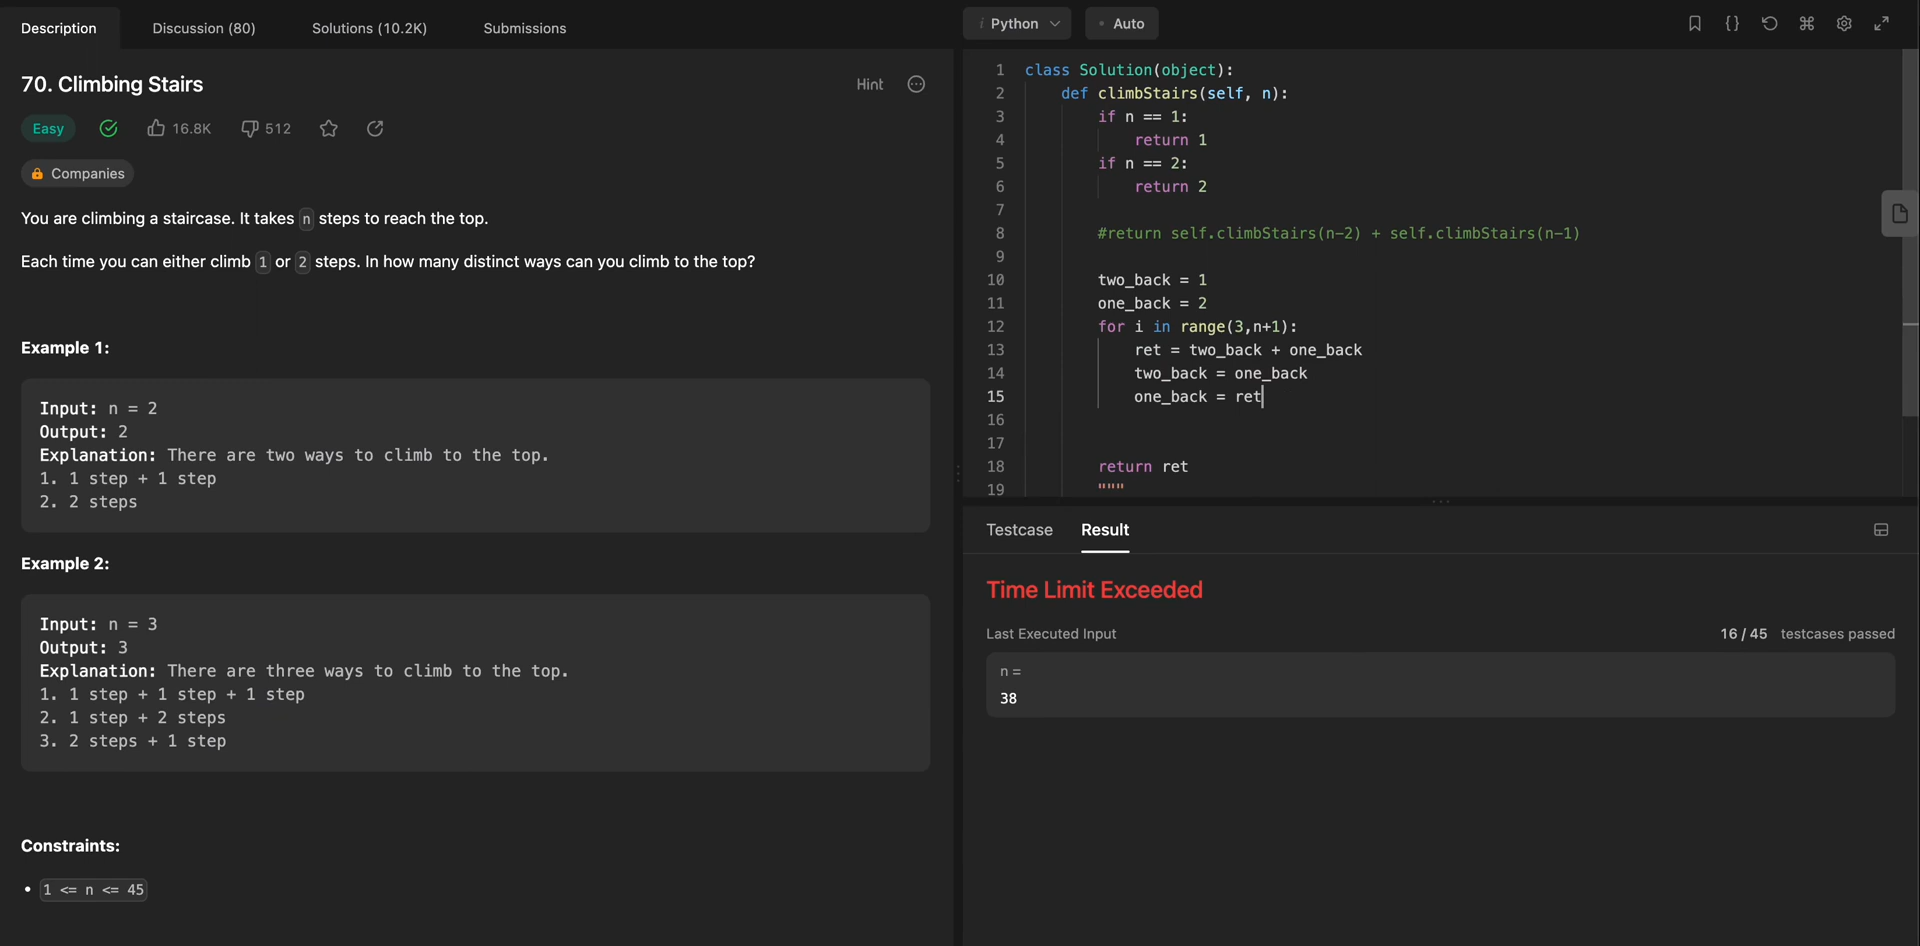 Description Discussion (80) Solutions (10.2K) Submissions
70. Climbing Stairs Hint
Easy 16.8K 512
Companies
You are climbing a staircase. It takes n steps to reach the top.
Each time you can either climb 1 or 2 steps. In how many distinct ways can you climb to the top?
Example 1:
Input: n = 2
Output: 2
Explanation: There are two ways to climb to the top.
1. 1 step + 1 step
2. 2 steps
Example 2:
Input: n = 3
Output: 3
Explanation: There are three ways to climb to the top.
1. 1 step + 1 step + 1 step
2. 1 step + 2 steps
3. 2 steps + 1 step
Constraints:
• 1 <= n <= 45
i Python • Auto {}
1 class Solution(object):
2 def climbStairs(self, n):
3 if n == 1:
4 return 1
5 if n == 2:
6 return 2
7
8 #return self.climbStairs(n-2) + self.climbStairs(n-1)
9
10 two_back = 1
11 one_back = 2
12 for i in range(3,n+1):
13 ret = two_back + one_back
14 two_back = one_back
15 one_back = ret
16
17
18 return ret
19 """
Testcase Result
Time Limit Exceeded
Last Executed Input 16 / 45 testcases passed
n =
38